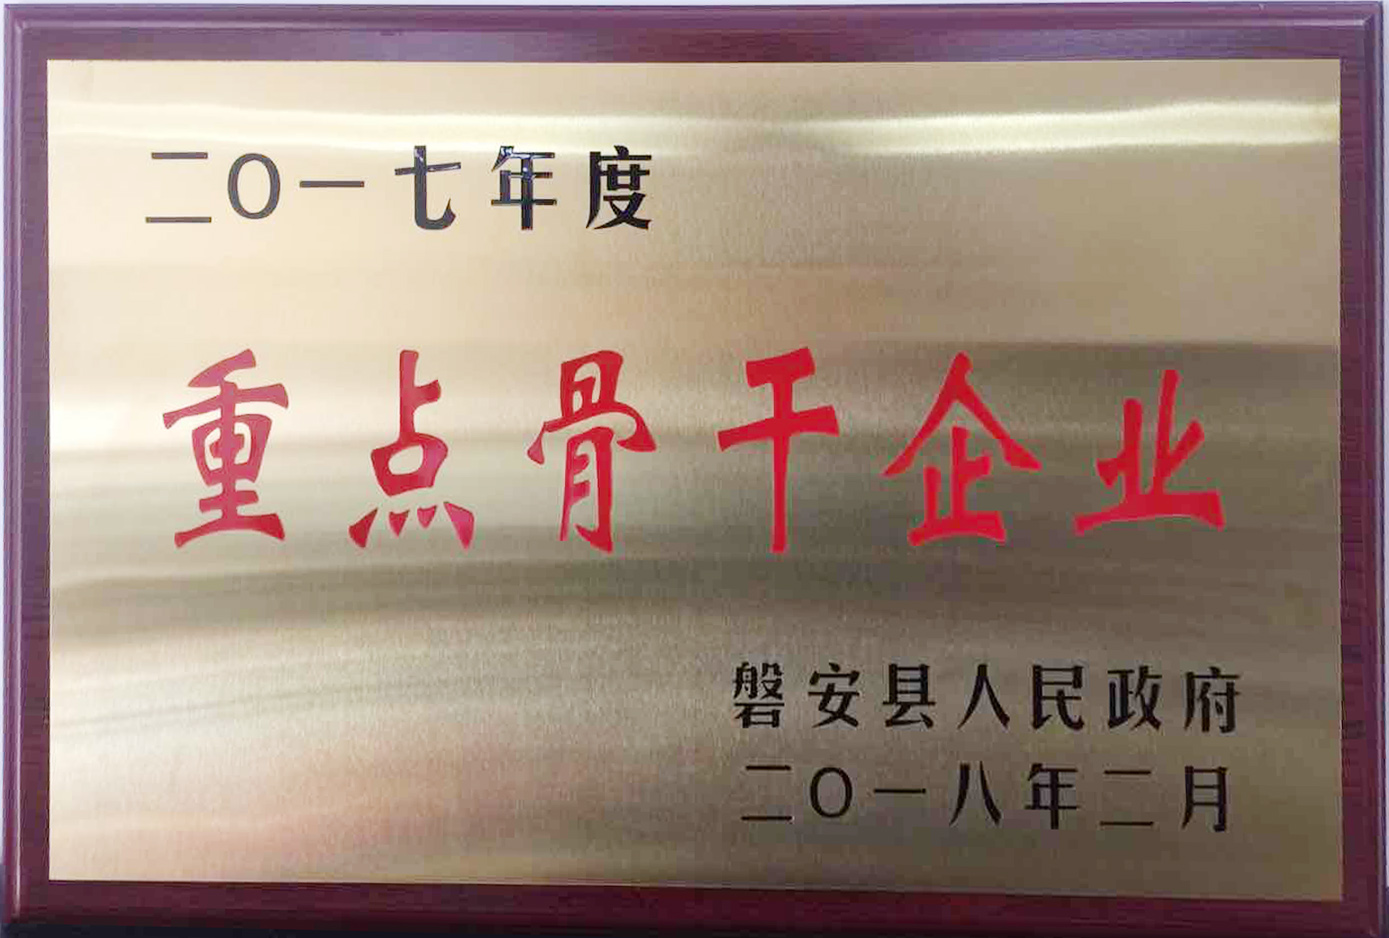 二〇一七年度
重点骨干企业
磐安县人民政府
二〇一八年二月